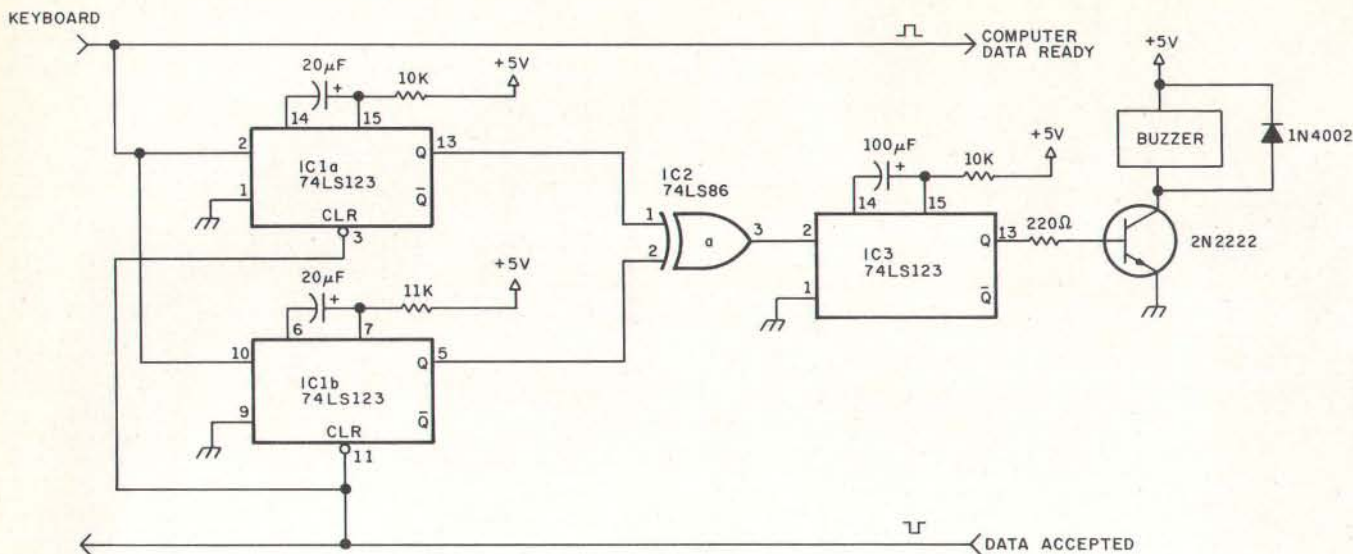 KEYBOARD
COMPUTER
DATA READY
+5V
20µF
+
10K
+5V
14
15
2
13
Q
IC1a
74LS123
1
Q̄
CLR
3
BUZZER
1N4002
IC2
74LS86
100µF
+
10K
+5V
14
15
1
2
a
3
2
Q
13
220Ω
IC3
74LS123
1
Q̄
2N2222
20µF
+
11K
+5V
6
7
10
Q
5
IC1b
74LS123
9
Q̄
CLR
11
DATA ACCEPTED